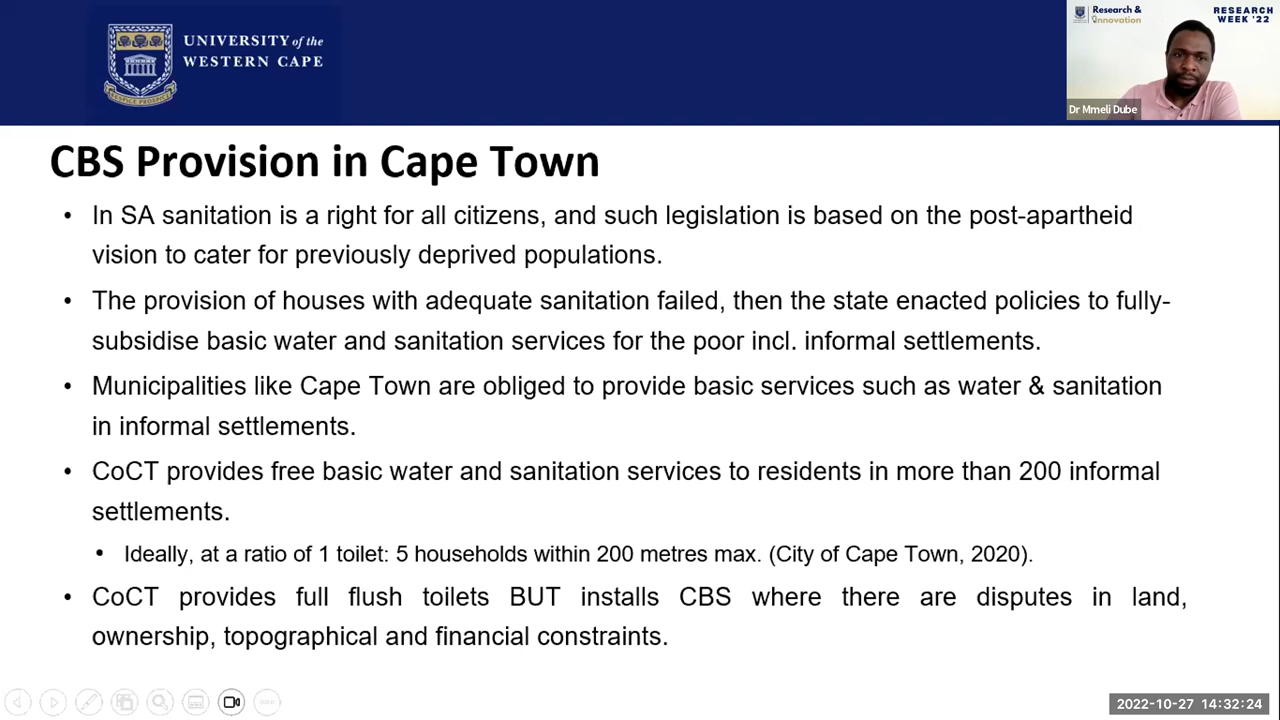 UNIVERSITY of the
WESTERN CAPE
Research &
Innovation
RESEARCH
WEEK '22
Dr Mmeli Dube
CBS Provision in Cape Town
• In SA sanitation is a right for all citizens, and such legislation is based on the post-apartheid
vision to cater for previously deprived populations.
• The provision of houses with adequate sanitation failed, then the state enacted policies to fully-
subsidise basic water and sanitation services for the poor incl. informal settlements.
• Municipalities like Cape Town are obliged to provide basic services such as water & sanitation
in informal settlements.
• CoCT provides free basic water and sanitation services to residents in more than 200 informal
settlements.
• Ideally, at a ratio of 1 toilet: 5 households within 200 metres max. (City of Cape Town, 2020).
• CoCT provides full flush toilets BUT installs CBS where there are disputes in land,
ownership, topographical and financial constraints.
2022-10-27 14:32:24